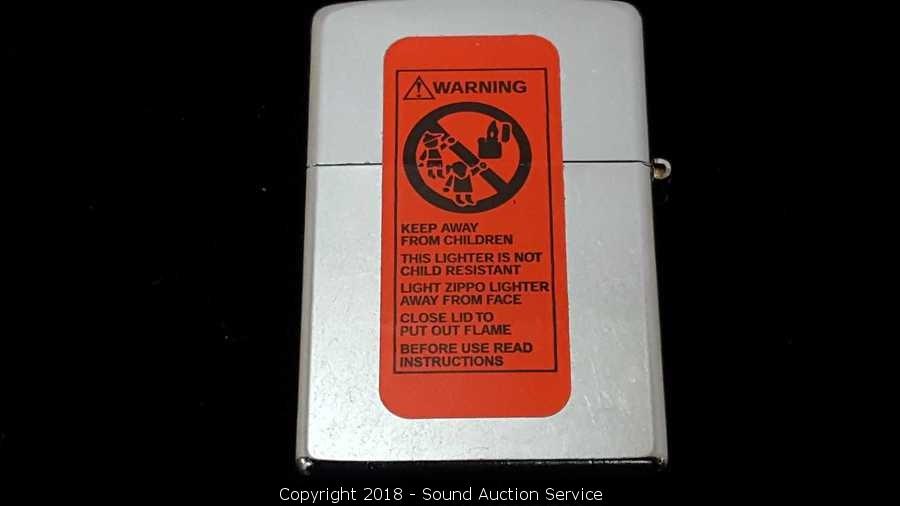 WARNING
KEEP AWAY
FROM CHILDREN
THIS LIGHTER IS NOT
CHILD RESISTANT
LIGHT ZIPPO LIGHTER
AWAY FROM FACE
CLOSE LID TO
PUT OUT FLAME
BEFORE USE READ
INSTRUCTIONS
Copyright 2018 - Sound Auction Service